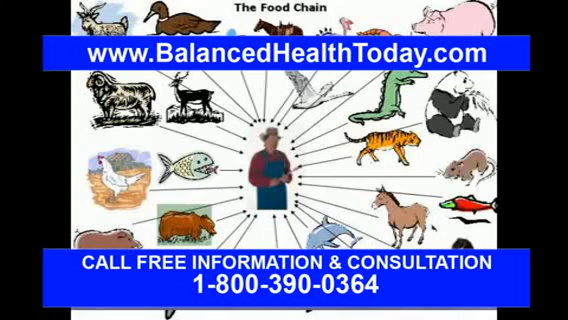 The Food Chain
www.BalancedHealthToday.com
CALL FREE INFORMATION & CONSULTATION
1-800-390-0364